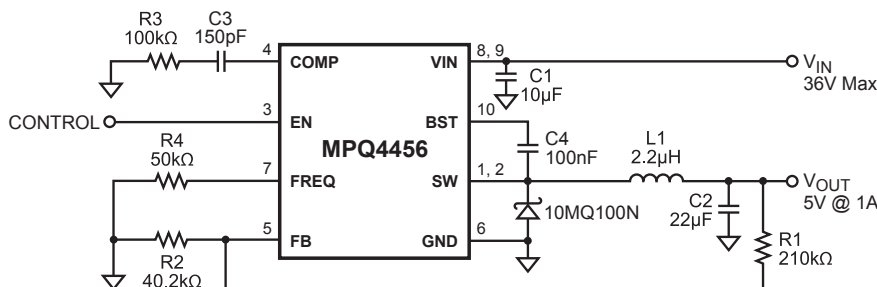 R3
100kΩ
C3
150pF
4
COMP
VIN
8, 9
C1
10µF
VIN
36V Max
CONTROL
3
EN
BST
10
C4
100nF
MPQ4456
R4
50kΩ
7
FREQ
SW
1, 2
L1
2.2µH
VOUT
5V @ 1A
C2
22µF
10MQ100N
5
FB
GND
6
R2
40.2kΩ
R1
210kΩ